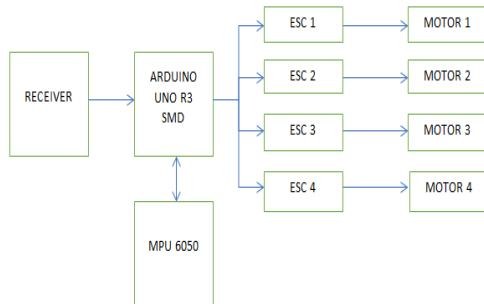 RECEIVER
ARDUINO
UNO R3
SMD
MPU 6050
ESC 1
MOTOR 1
ESC 2
MOTOR 2
ESC 3
MOTOR 3
ESC 4
MOTOR 4